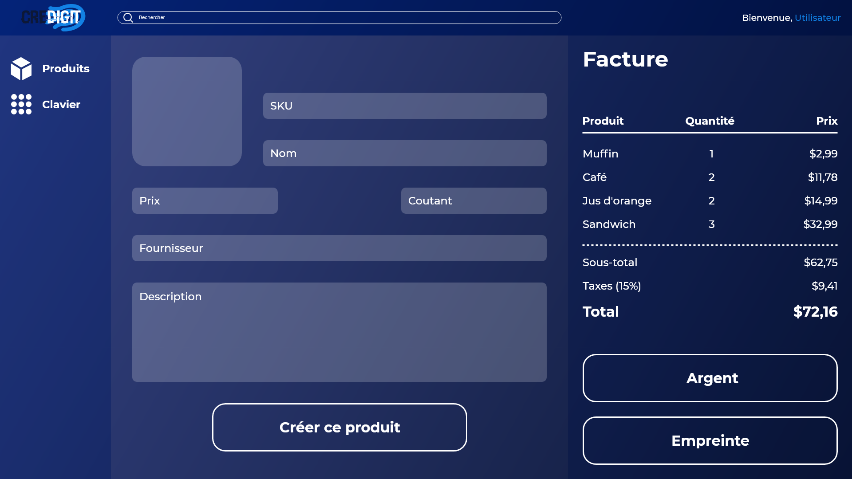 CRÉDIGIT
Rechercher
Bienvenue, Utilisateur
Produits
Clavier
SKU
Nom
Prix
Coutant
Fournisseur
Description
Créer ce produit
Facture
Produit Quantité Prix
Muffin 1 $2,99
Café 2 $11,78
Jus d'orange 2 $14,99
Sandwich 3 $32,99
Sous-total $62,75
Taxes (15%) $9,41
Total $72,16
Argent
Empreinte